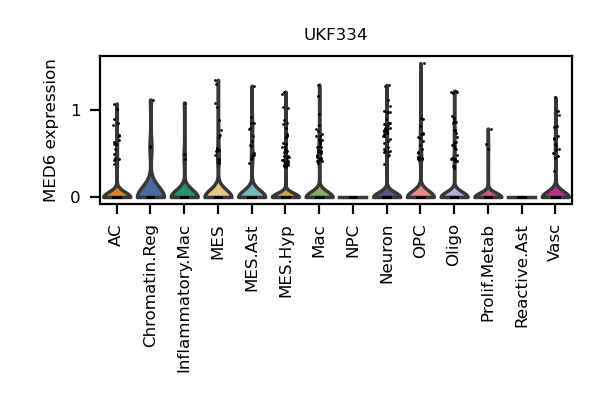 UKF334
MED6 expression
1
0
AC
Chromatin.Reg
Inflammatory.Mac
MES
MES.Ast
MES.Hyp
Mac
NPC
Neuron
OPC
Oligo
Prolif.Metab
Reactive.Ast
Vasc